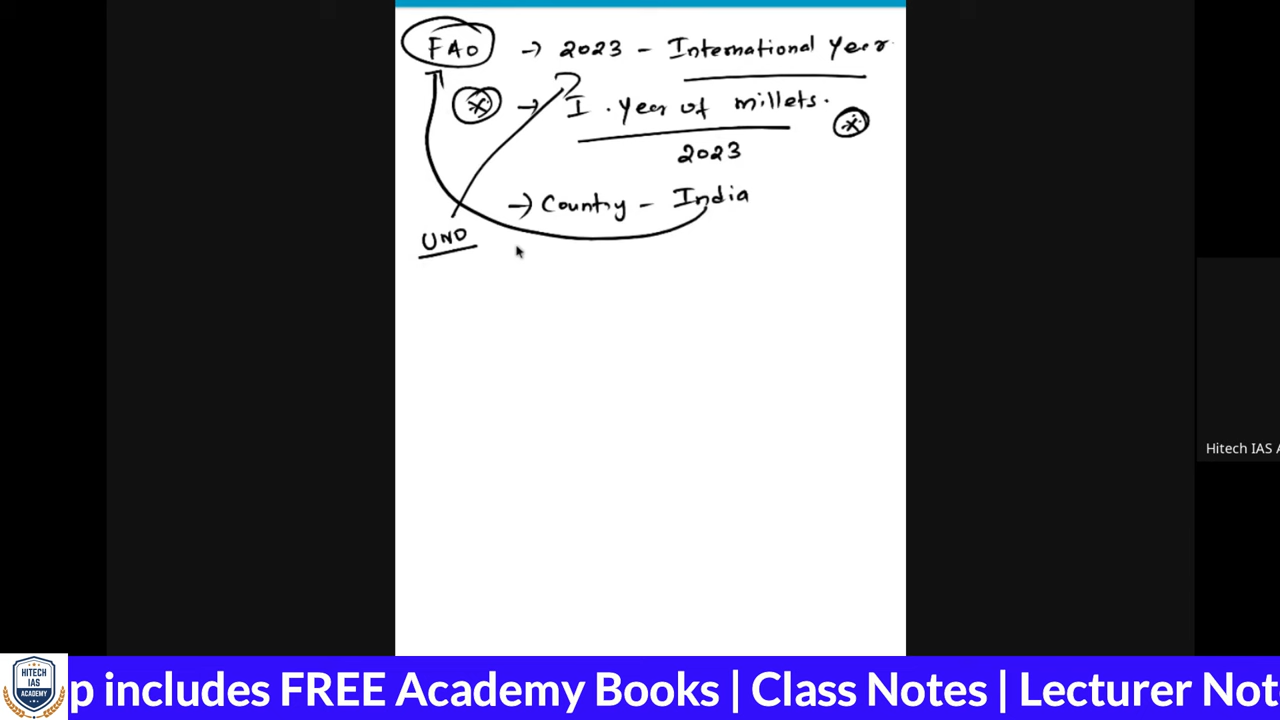 FAO → 2023 - International Year
→ I. Year of millets.
2023
→ Country - India
UNO
Hitech IAS A
HITECH
IAS
ACADEMY
p includes FREE Academy Books | Class Notes | Lecturer Not